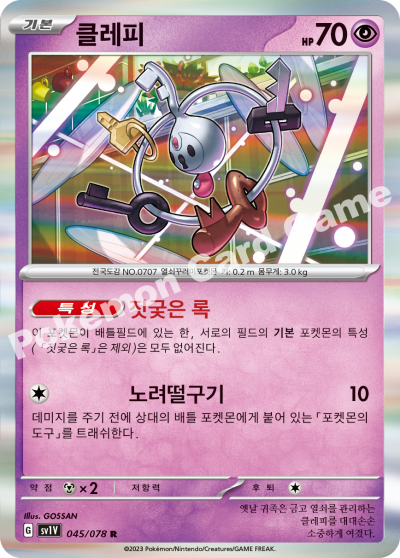 기본 클레피 HP 70
전국도감 NO.0707 열쇠꾸러미포켓몬 키: 0.2 m 몸무게: 3.0 kg
특성 짓궂은 록
이 포켓몬이 배틀필드에 있는 한, 서로의 필드의 기본 포켓몬의 특성
(「짓궂은 록」은 제외)은 모두 없어진다.
노려떨구기 10
데미지를 주기 전에 상대의 배틀 포켓몬에게 붙어 있는 「포켓몬의
도구」를 트래쉬한다.
약점 ×2 저항력 후퇴
Illus. GOSSAN
G sv1V 045/078 R
옛날 귀족은 금고 열쇠를 관리하는
클레피를 대대손손
소중하게 여겼다.
©2023 Pokémon/Nintendo/Creatures/GAME FREAK.
Pokémon Card Game